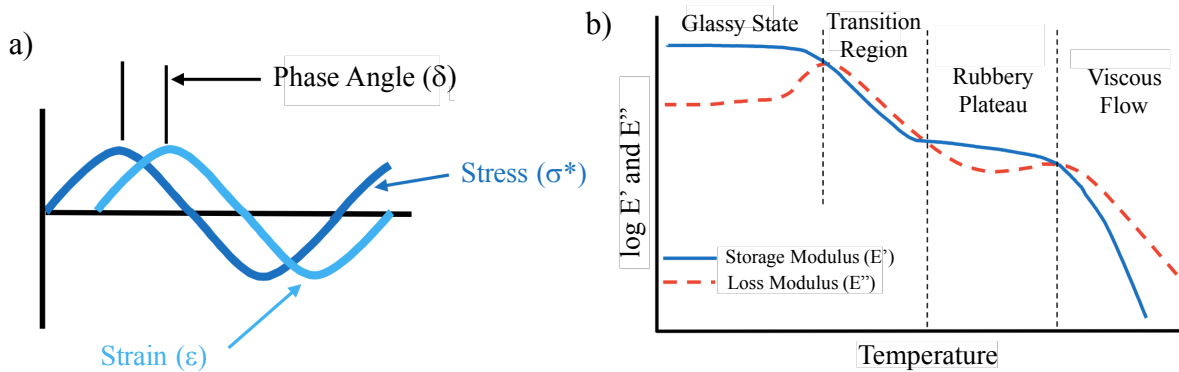 a)
Phase Angle (δ)
Stress (σ*)
Strain (ε)
b)
Glassy State
Transition
Region
Rubbery
Plateau
Viscous
Flow
log E' and E”
Storage Modulus (E’)
Loss Modulus (E”)
Temperature